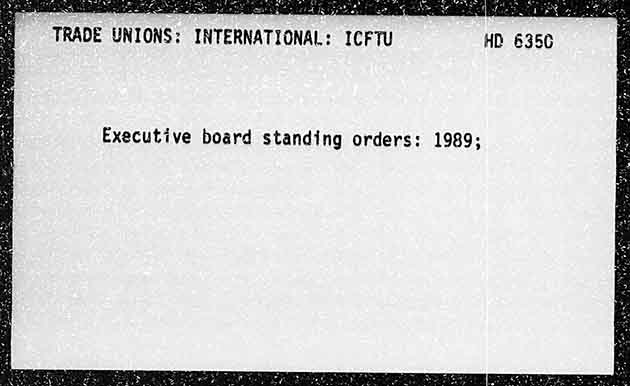 TRADE UNIONS: INTERNATIONAL: ICFTU HD 6350
Executive board standing orders: 1989;